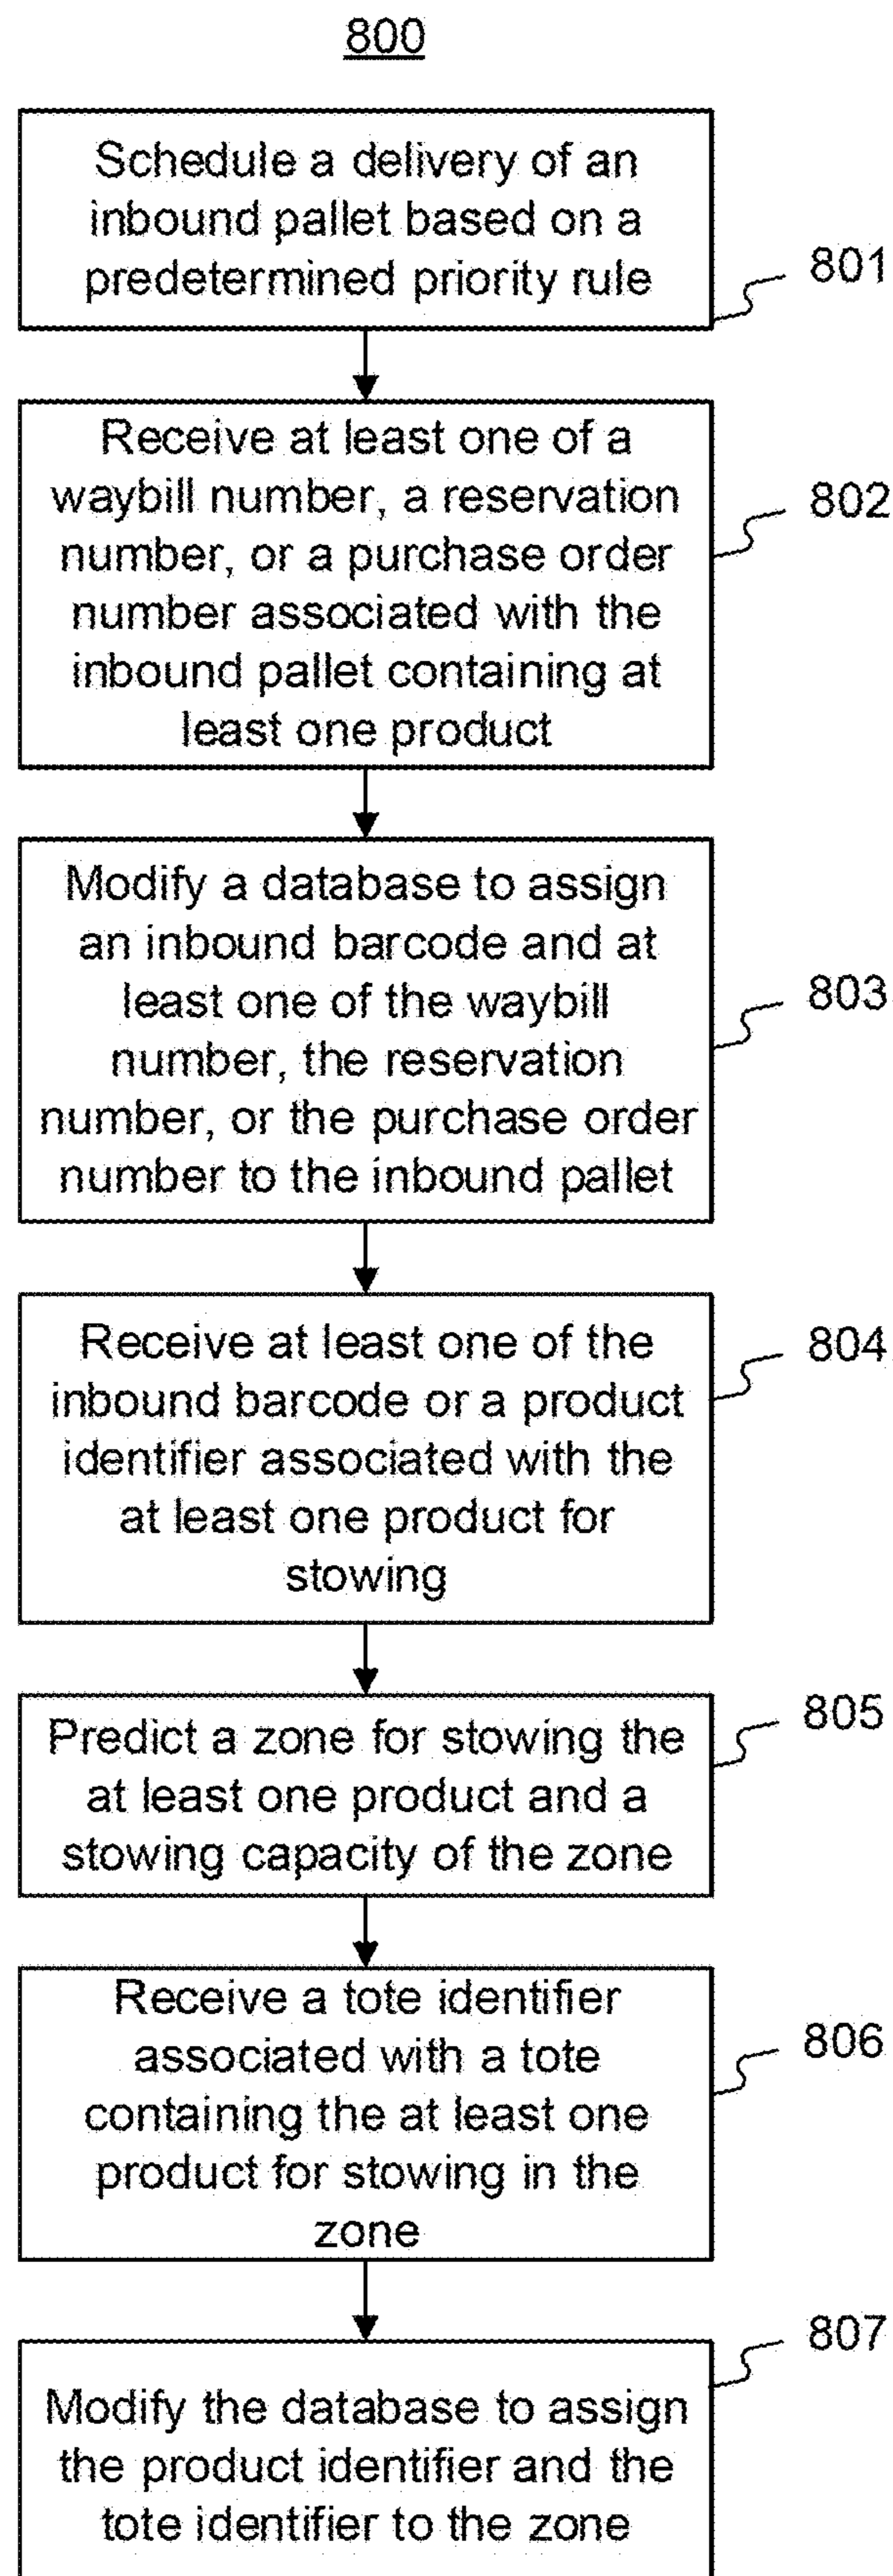 800
Schedule a delivery of an
inbound pallet based on a
predetermined priority rule
801
Receive at least one of a
waybill number, a reservation
number, or a purchase order
number associated with the
inbound pallet containing at
least one product
802
Modify a database to assign
an inbound barcode and at
least one of the waybill
number, the reservation
number, or the purchase order
number to the inbound pallet
803
Receive at least one of the
inbound barcode or a product
identifier associated with the
at least one product for
stowing
804
Predict a zone for stowing the
at least one product and a
stowing capacity of the zone
805
Receive a tote identifier
associated with a tote
containing the at least one
product for stowing in the
zone
806
Modify the database to assign
the product identifier and the
tote identifier to the zone
807